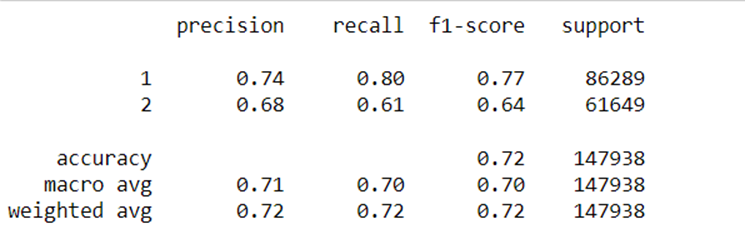 precision recall f1-score support
1 0.74 0.80 0.77 86289
2 0.68 0.61 0.64 61649
accuracy 0.72 147938
macro avg 0.71 0.70 0.70 147938
weighted avg 0.72 0.72 0.72 147938